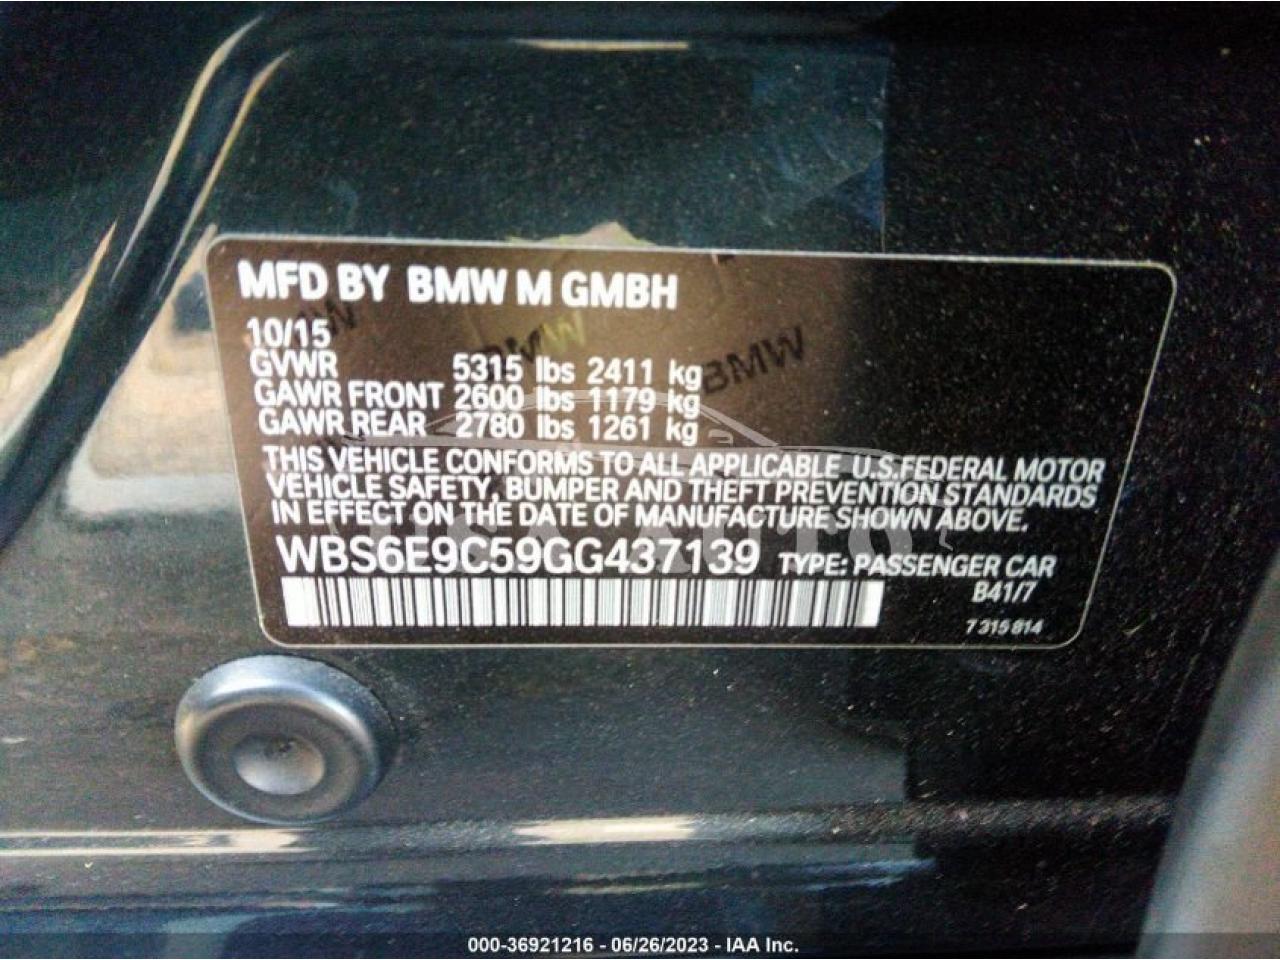 MFD BY BMW M GMBH
10/15
GVWR 5315 lbs 2411 kg
GAWR FRONT 2600 lbs 1179 kg
GAWR REAR 2780 lbs 1261 kg
THIS VEHICLE CONFORMS TO ALL APPLICABLE U.S.FEDERAL MOTOR
VEHICLE SAFETY, BUMPER AND THEFT PREVENTION STANDARDS
IN EFFECT ON THE DATE OF MANUFACTURE SHOWN ABOVE.
WBS6E9C59GG437139 TYPE: PASSENGER CAR
B41/7
7 315 814
BMW
BMW
000-36921216 - 06/26/2023 - IAA Inc.